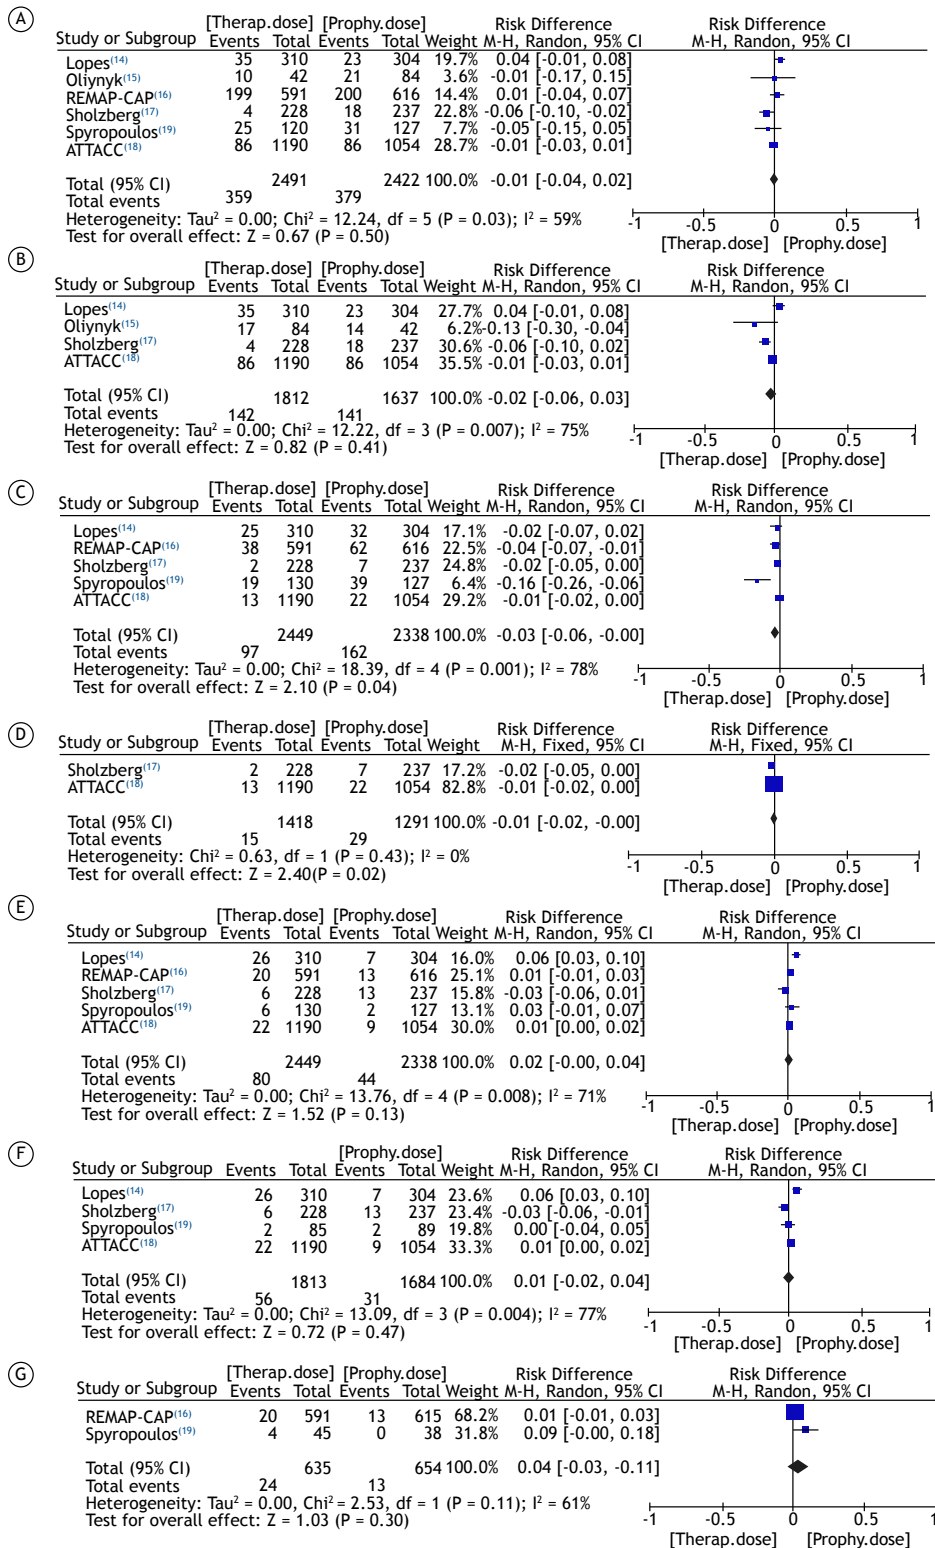 A
[Therap.dose] [Prophy.dose] Risk Difference Risk Difference
Study or Subgroup Events Total Events Total Weight M-H, Randon, 95% CI M-H, Randon, 95% CI
Lopes(14) 35 310 23 304 19.7% 0.04 [-0.01, 0.08]
Oliynyk(15) 10 42 21 84 3.6% -0.01 [-0.17, 0.15]
REMAP-CAP(16) 199 591 200 616 14.4% 0.01 [-0.04, 0.07]
Sholzberg(17) 4 228 18 237 22.8% -0.06 [-0.10, -0.02]
Spyropoulos(19) 25 120 31 127 7.7% -0.05 [-0.15, 0.05]
ATTACC(18) 86 1190 86 1054 28.7% -0.01 [-0.03, 0.01]
Total (95% CI) 2491 2422 100.0% -0.01 [-0.04, 0.02]
Total events 359 379
Heterogeneity: Tau² = 0.00; Chi² = 12.24, df = 5 (P = 0.03); I² = 59%
Test for overall effect: Z = 0.67 (P = 0.50)
-1 -0.5 0 0.5 1
[Therap.dose] [Prophy.dose]
B
[Therap.dose] [Prophy.dose] Risk Difference Risk Difference
Study or Subgroup Events Total Events Total Weight M-H, Randon, 95% CI M-H, Randon, 95% CI
Lopes(14) 35 310 23 304 27.7% 0.04 [-0.01, 0.08]
Oliynyk(15) 17 84 14 42 6.2% -0.13 [-0.30, -0.04]
Sholzberg(17) 4 228 18 237 30.6% -0.06 [-0.10, 0.02]
ATTACC(18) 86 1190 86 1054 35.5% -0.01 [-0.03, 0.01]
Total (95% CI) 1812 1637 100.0% -0.02 [-0.06, 0.03]
Total events 142 141
Heterogeneity: Tau² = 0.00; Chi² = 12.22, df = 3 (P = 0.007); I² = 75%
Test for overall effect: Z = 0.82 (P = 0.41)
-1 -0.5 0 0.5 1
[Therap.dose] [Prophy.dose]
C
[Therap.dose] [Prophy.dose] Risk Difference Risk Difference
Study or Subgroup Events Total Events Total Weight M-H, Randon, 95% CI M-H, Randon, 95% CI
Lopes(14) 25 310 32 304 17.1% -0.02 [-0.07, 0.02]
REMAP-CAP(16) 38 591 62 616 22.5% -0.04 [-0.07, -0.01]
Sholzberg(17) 2 228 7 237 24.8% -0.02 [-0.05, 0.00]
Spyropoulos(19) 19 130 39 127 6.4% -0.16 [-0.26, -0.06]
ATTACC(18) 13 1190 22 1054 29.2% -0.01 [-0.02, 0.00]
Total (95% CI) 2449 2338 100.0% -0.03 [-0.06, -0.00]
Total events 97 162
Heterogeneity: Tau² = 0.00; Chi² = 18.39, df = 4 (P = 0.001); I² = 78%
Test for overall effect: Z = 2.10 (P = 0.04)
-1 -0.5 0 0.5 1
[Therap.dose] [Prophy.dose]
D
[Therap.dose] [Prophy.dose] Risk Difference Risk Difference
Study or Subgroup Events Total Events Total Weight M-H, Fixed, 95% CI M-H, Fixed, 95% CI
Sholzberg(17) 2 228 7 237 17.2% -0.02 [-0.05, 0.00]
ATTACC(18) 13 1190 22 1054 82.8% -0.01 [-0.02, 0.00]
Total (95% CI) 1418 1291 100.0% -0.01 [-0.02, -0.00]
Total events 15 29
Heterogeneity: Chi² = 0.63, df = 1 (P = 0.43); I² = 0%
Test for overall effect: Z = 2.40(P = 0.02)
-1 -0.5 0 0.5 1
[Therap.dose] [Prophy.dose]
E
[Therap.dose] [Prophy.dose] Risk Difference Risk Difference
Study or Subgroup Events Total Events Total Weight M-H, Randon, 95% CI M-H, Randon, 95% CI
Lopes(14) 26 310 7 304 16.0% 0.06 [0.03, 0.10]
REMAP-CAP(16) 20 591 13 616 25.1% 0.01 [-0.01, 0.03]
Sholzberg(17) 6 228 13 237 15.8% -0.03 [-0.06, 0.01]
Spyropoulos(19) 6 130 2 127 13.1% 0.03 [-0.01, 0.07]
ATTACC(18) 22 1190 9 1054 30.0% 0.01 [0.00, 0.02]
Total (95% CI) 2449 2338 100.0% 0.02 [-0.00, 0.04]
Total events 80 44
Heterogeneity: Tau² = 0.00; Chi² = 13.76, df = 4 (P = 0.008); I² = 71%
Test for overall effect: Z = 1.52 (P = 0.13)
-1 -0.5 0 0.5 1
[Therap.dose] [Prophy.dose]
F
[Prophy.dose] Risk Difference Risk Difference
Study or Subgroup Events Total Events Total Weight M-H, Randon, 95% CI M-H, Randon, 95% CI
Lopes(14) 26 310 7 304 23.6% 0.06 [0.03, 0.10]
Sholzberg(17) 6 228 13 237 23.4% -0.03 [-0.06, -0.01]
Spyropoulos(19) 2 85 2 89 19.8% 0.00 [-0.04, 0.05]
ATTACC(18) 22 1190 9 1054 33.3% 0.01 [0.00, 0.02]
Total (95% CI) 1813 1684 100.0% 0.01 [-0.02, 0.04]
Total events 56 31
Heterogeneity: Tau² = 0.00; Chi² = 13.09, df = 3 (P = 0.004); I² = 77%
Test for overall effect: Z = 0.72 (P = 0.47)
-1 -0.5 0 0.5 1
[Therap.dose] [Prophy.dose]
G
[Therap.dose] [Prophy.dose] Risk Difference Risk Difference
Study or Subgroup Events Total Events Total Weight M-H, Randon, 95% CI M-H, Randon, 95% CI
REMAP-CAP(16) 20 591 13 615 68.2% 0.01 [-0.01, 0.03]
Spyropoulos(19) 4 45 0 38 31.8% 0.09 [-0.00, 0.18]
Total (95% CI) 635 654 100.0% 0.04 [-0.03, -0.11]
Total events 24 13
Heterogeneity: Tau² = 0.00, Chi² = 2.53, df = 1 (P = 0.11); I² = 61%
Test for overall effect: Z = 1.03 (P = 0.30)
-1 -0.5 0 0.5 1
[Therap.dose] [Prophy.dose]